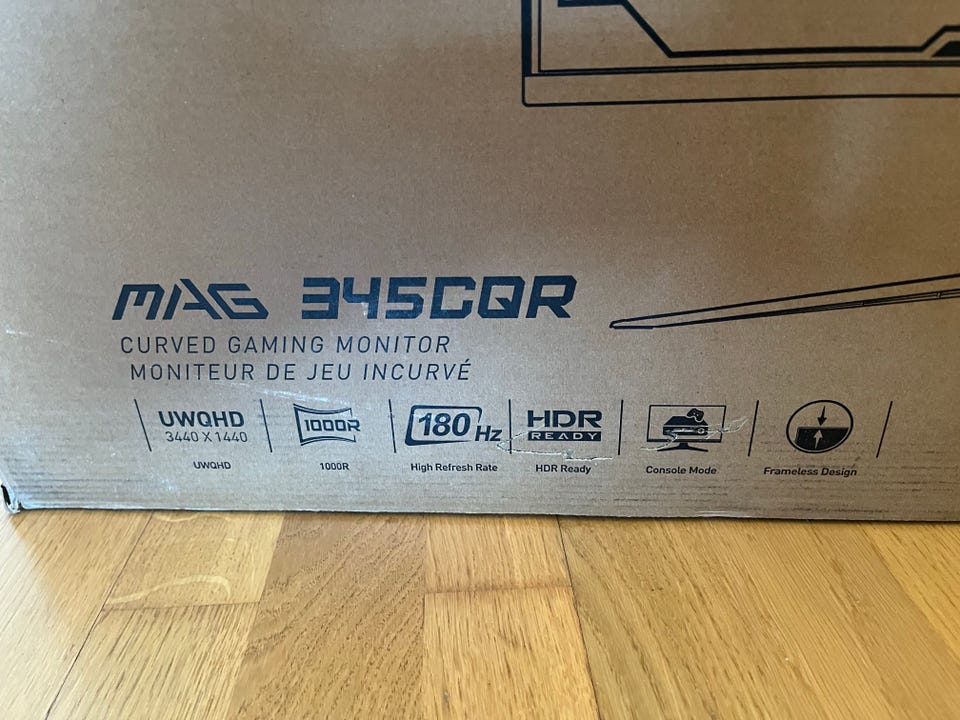 MAG 345CQR
CURVED GAMING MONITOR
MONITEUR DE JEU INCURVÉ
UWQHD
3440 X 1440
UWQHD
1000R
1000R
180 Hz
High Refresh Rate
HDR
READY
HDR Ready
Console Mode
Frameless Design